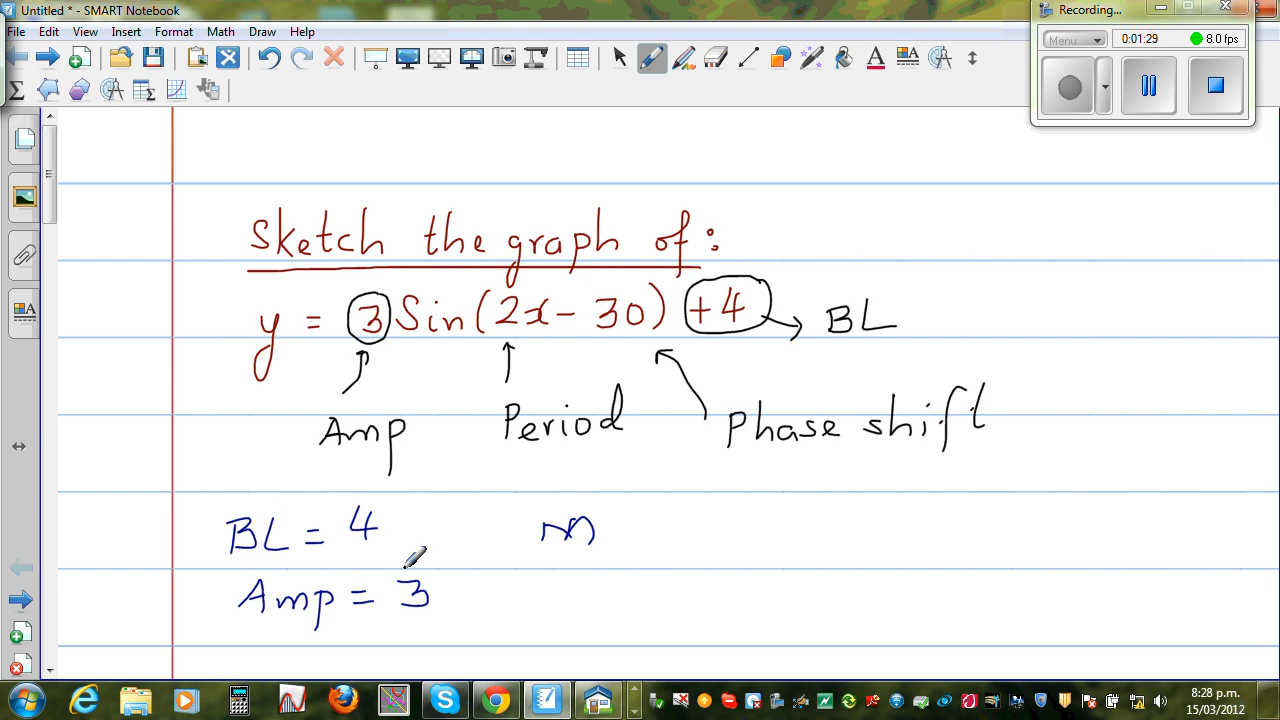 Untitled * - SMART Notebook
Recording...
File Edit View Insert Format Math Draw Help
Menu
0:01:29
8.0 fps
Sketch the graph of:
y = 3 Sin(2x - 30) + 4 → BL
Amp Period Phase shift
BL = 4
Amp = 3
8:28 p.m.
15/03/2012